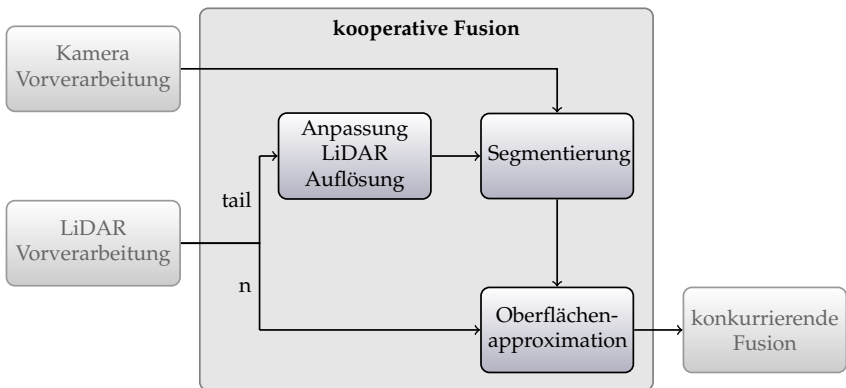 kooperative Fusion
Kamera
Vorverarbeitung
Anpassung
LiDAR
Auflösung
Segmentierung
tail
LiDAR
Vorverarbeitung
n
Oberflächen-
approximation
konkurrierende
Fusion